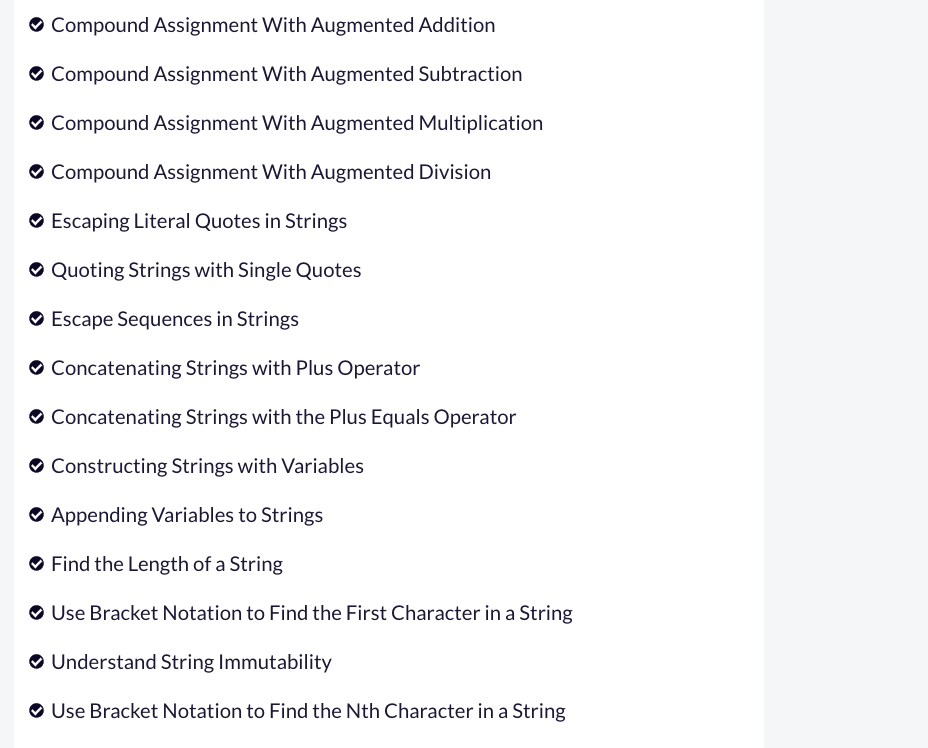 Compound Assignment With Augmented Addition
Compound Assignment With Augmented Subtraction
Compound Assignment With Augmented Multiplication
Compound Assignment With Augmented Division
Escaping Literal Quotes in Strings
Quoting Strings with Single Quotes
Escape Sequences in Strings
Concatenating Strings with Plus Operator
Concatenating Strings with the Plus Equals Operator
Constructing Strings with Variables
Appending Variables to Strings
Find the Length of a String
Use Bracket Notation to Find the First Character in a String
Understand String Immutability
Use Bracket Notation to Find the Nth Character in a String